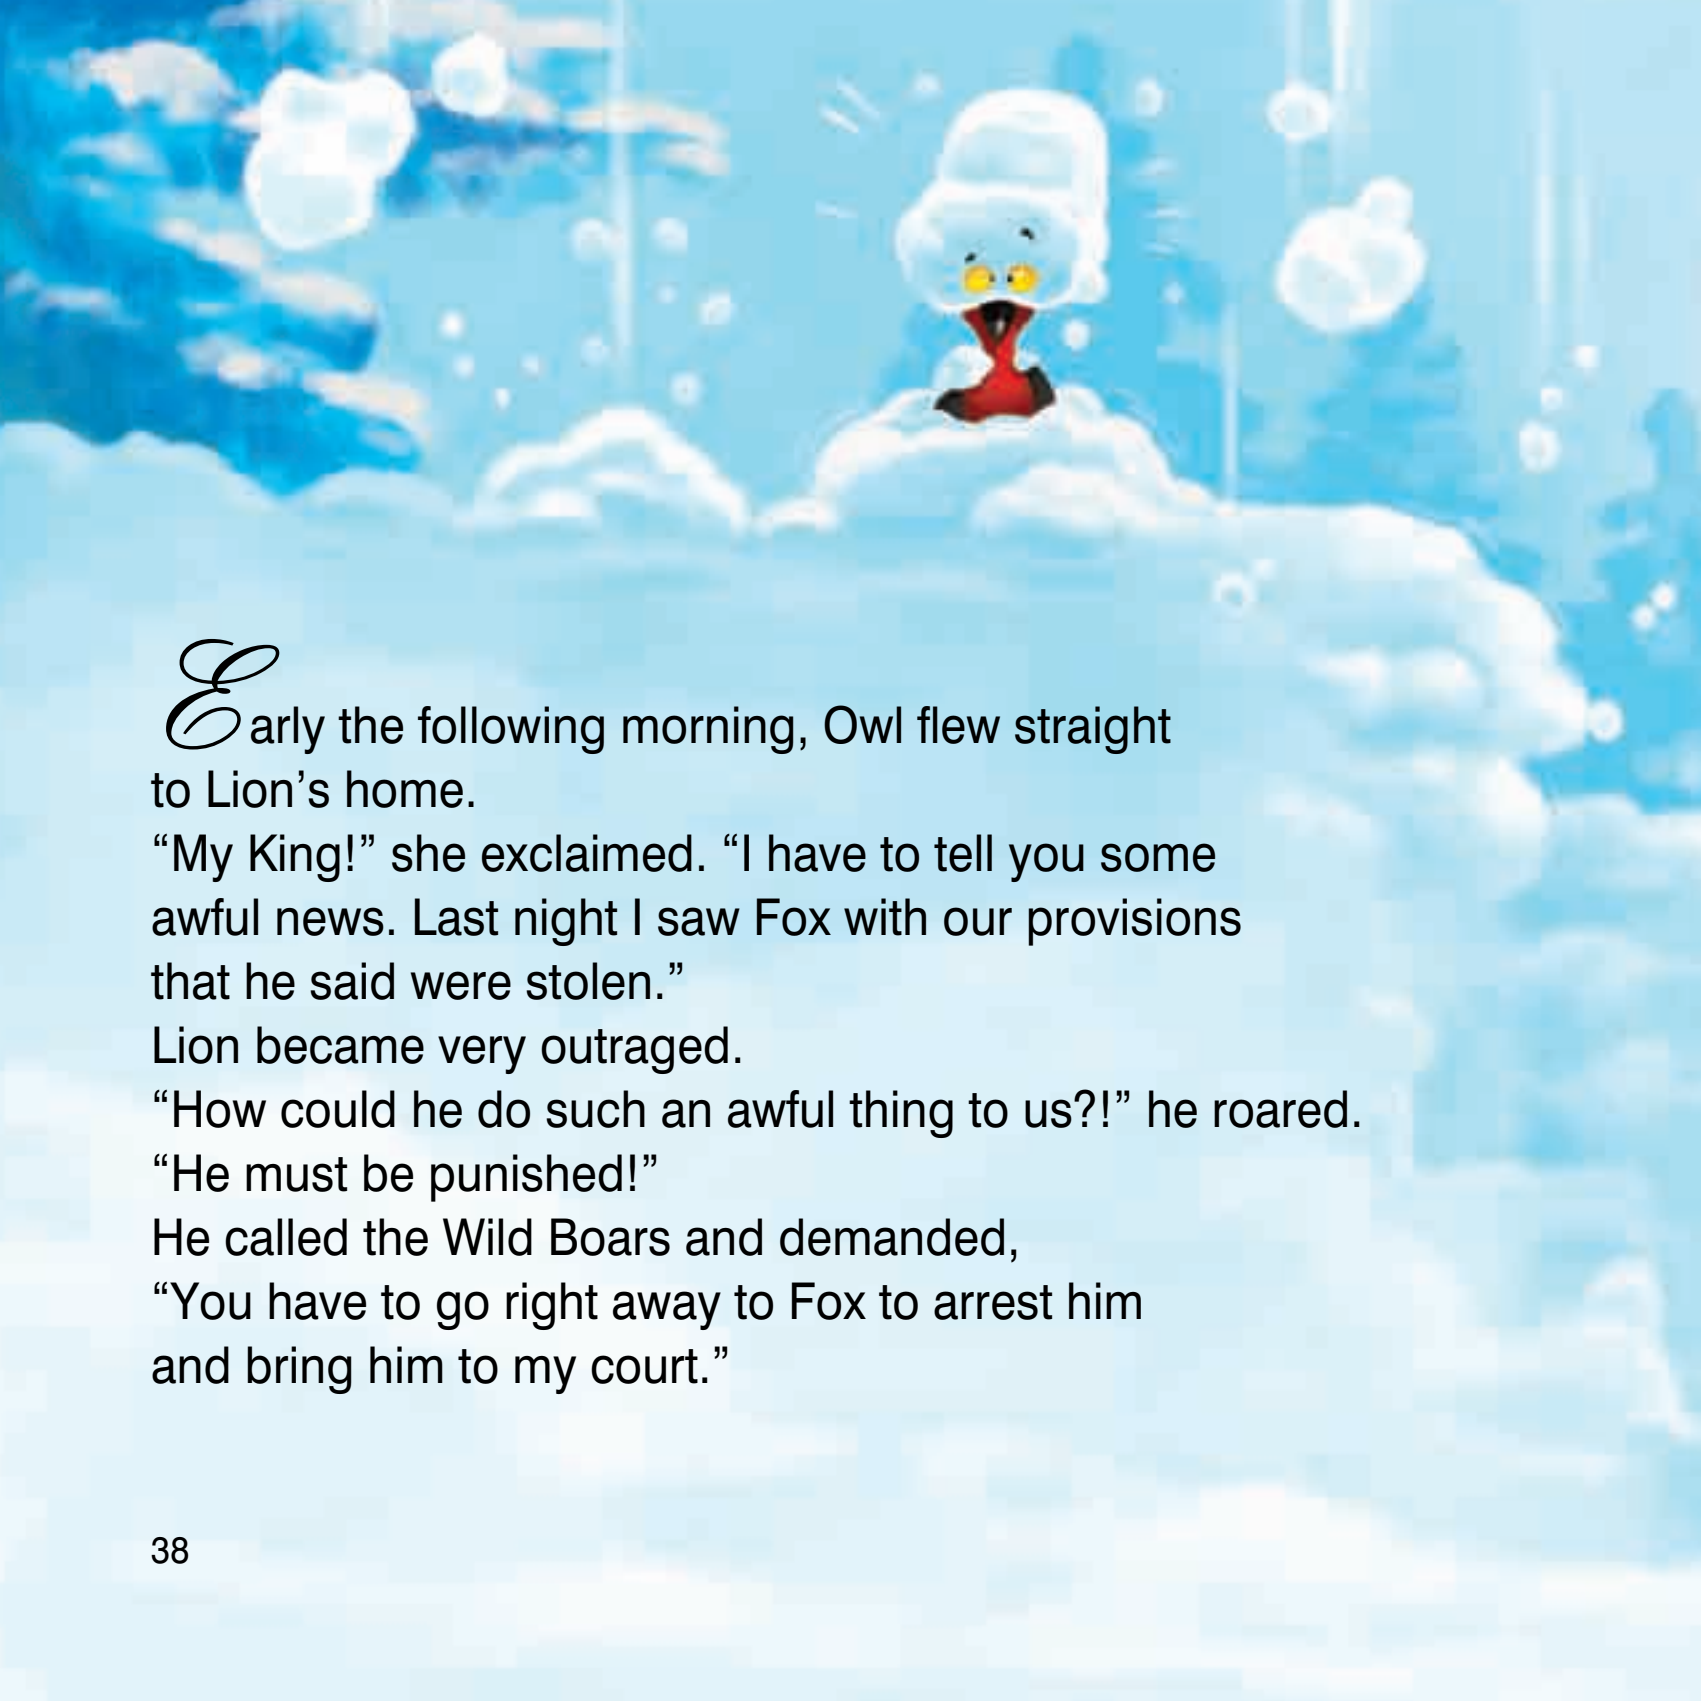 Early the following morning, Owl flew straight
to Lion’s home.
“My King!” she exclaimed. “I have to tell you some
awful news. Last night I saw Fox with our provisions
that he said were stolen.”
Lion became very outraged.
“How could he do such an awful thing to us?!” he roared.
“He must be punished!”
He called the Wild Boars and demanded,
“You have to go right away to Fox to arrest him
and bring him to my court.”
38